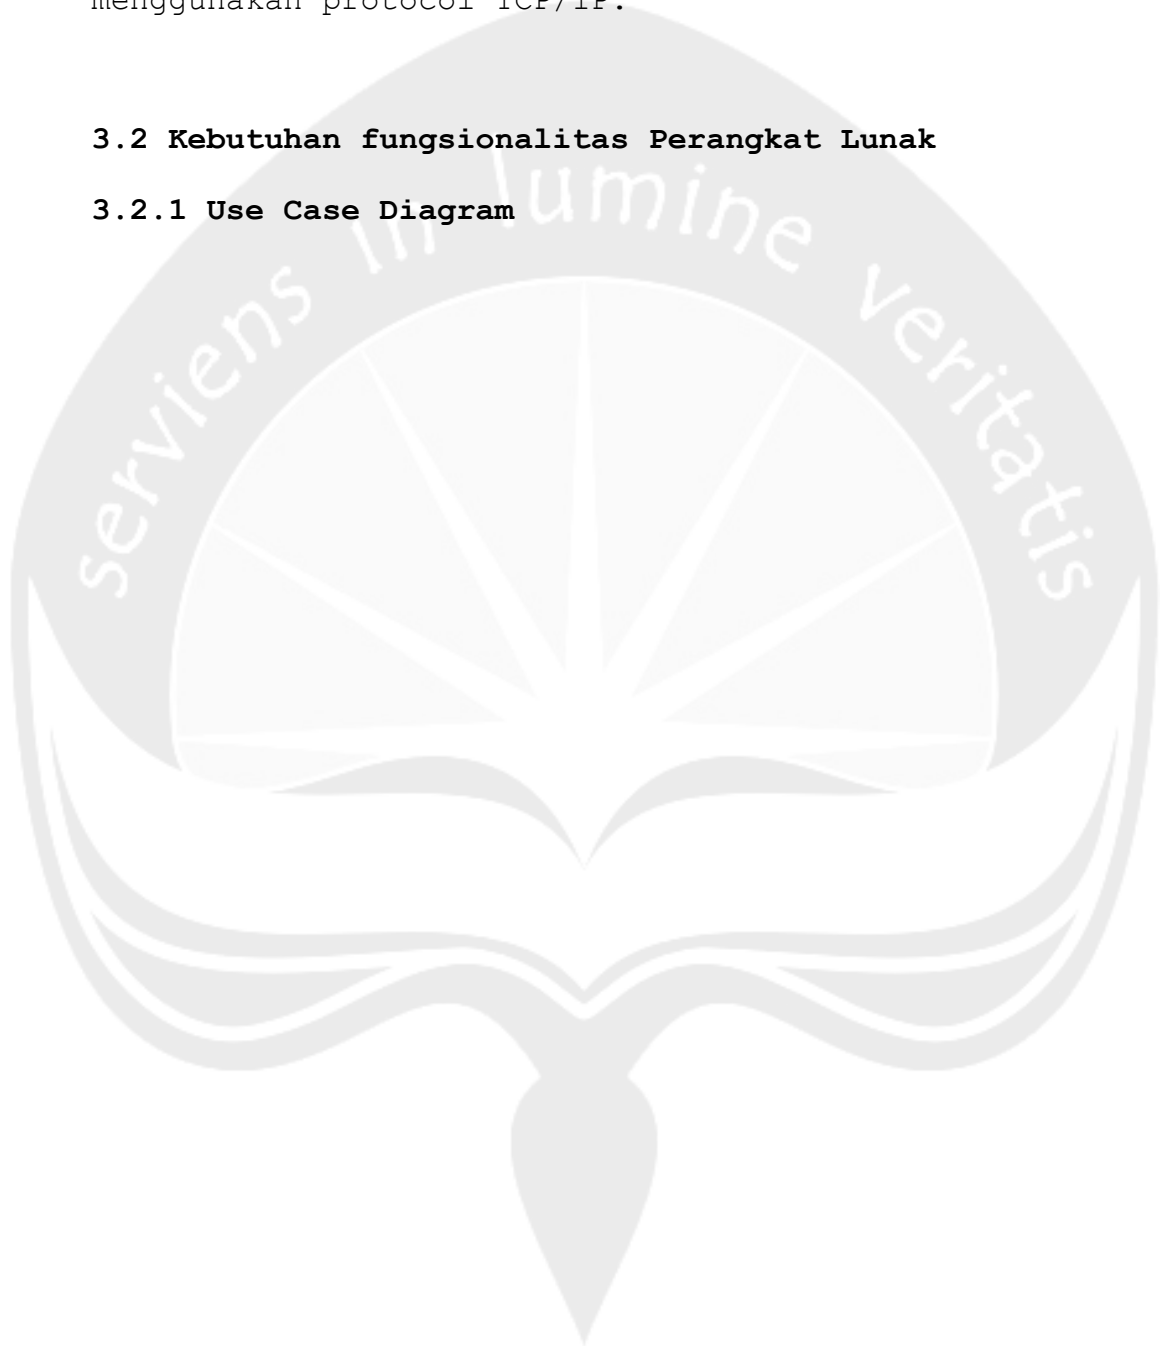 menggunakan protocol TCP/IP.
3.2 Kebutuhan fungsionalitas Perangkat Lunak
3.2.1 Use Case Diagram
serviens in lumine veritatis